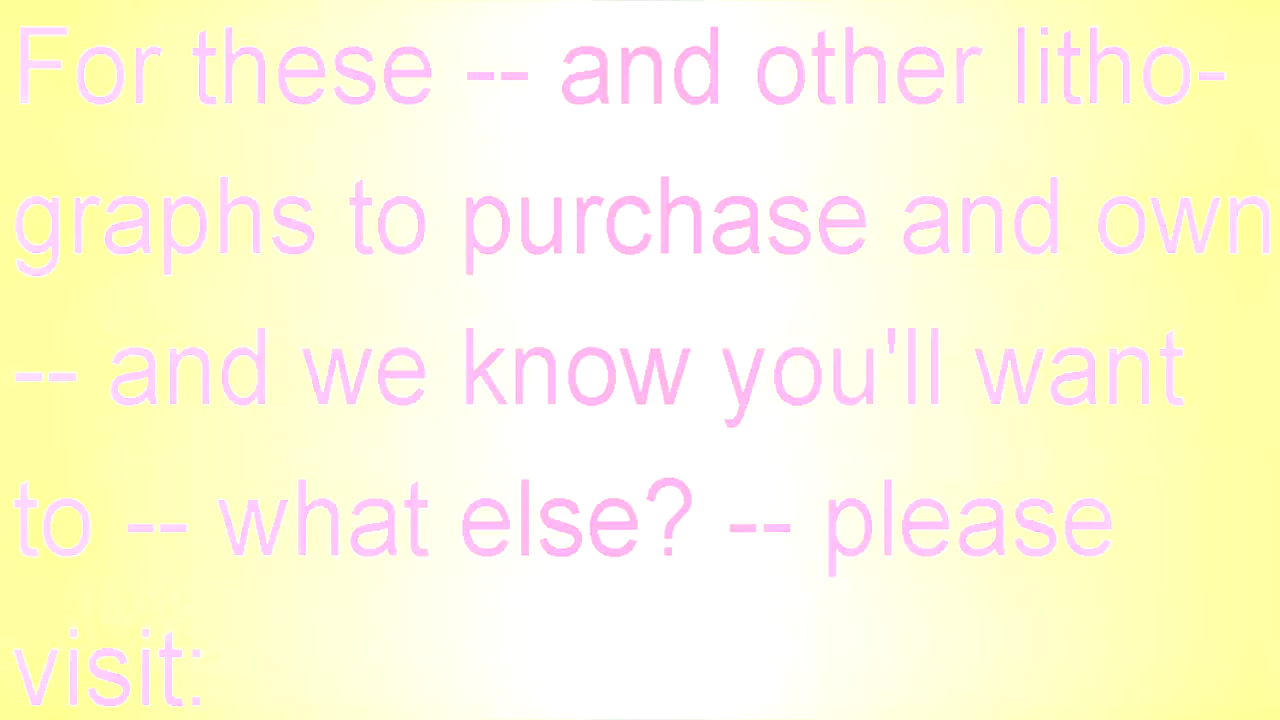 For these -- and other litho-
graphs to purchase and own
-- and we know you'll want
to -- what else? -- please
visit: